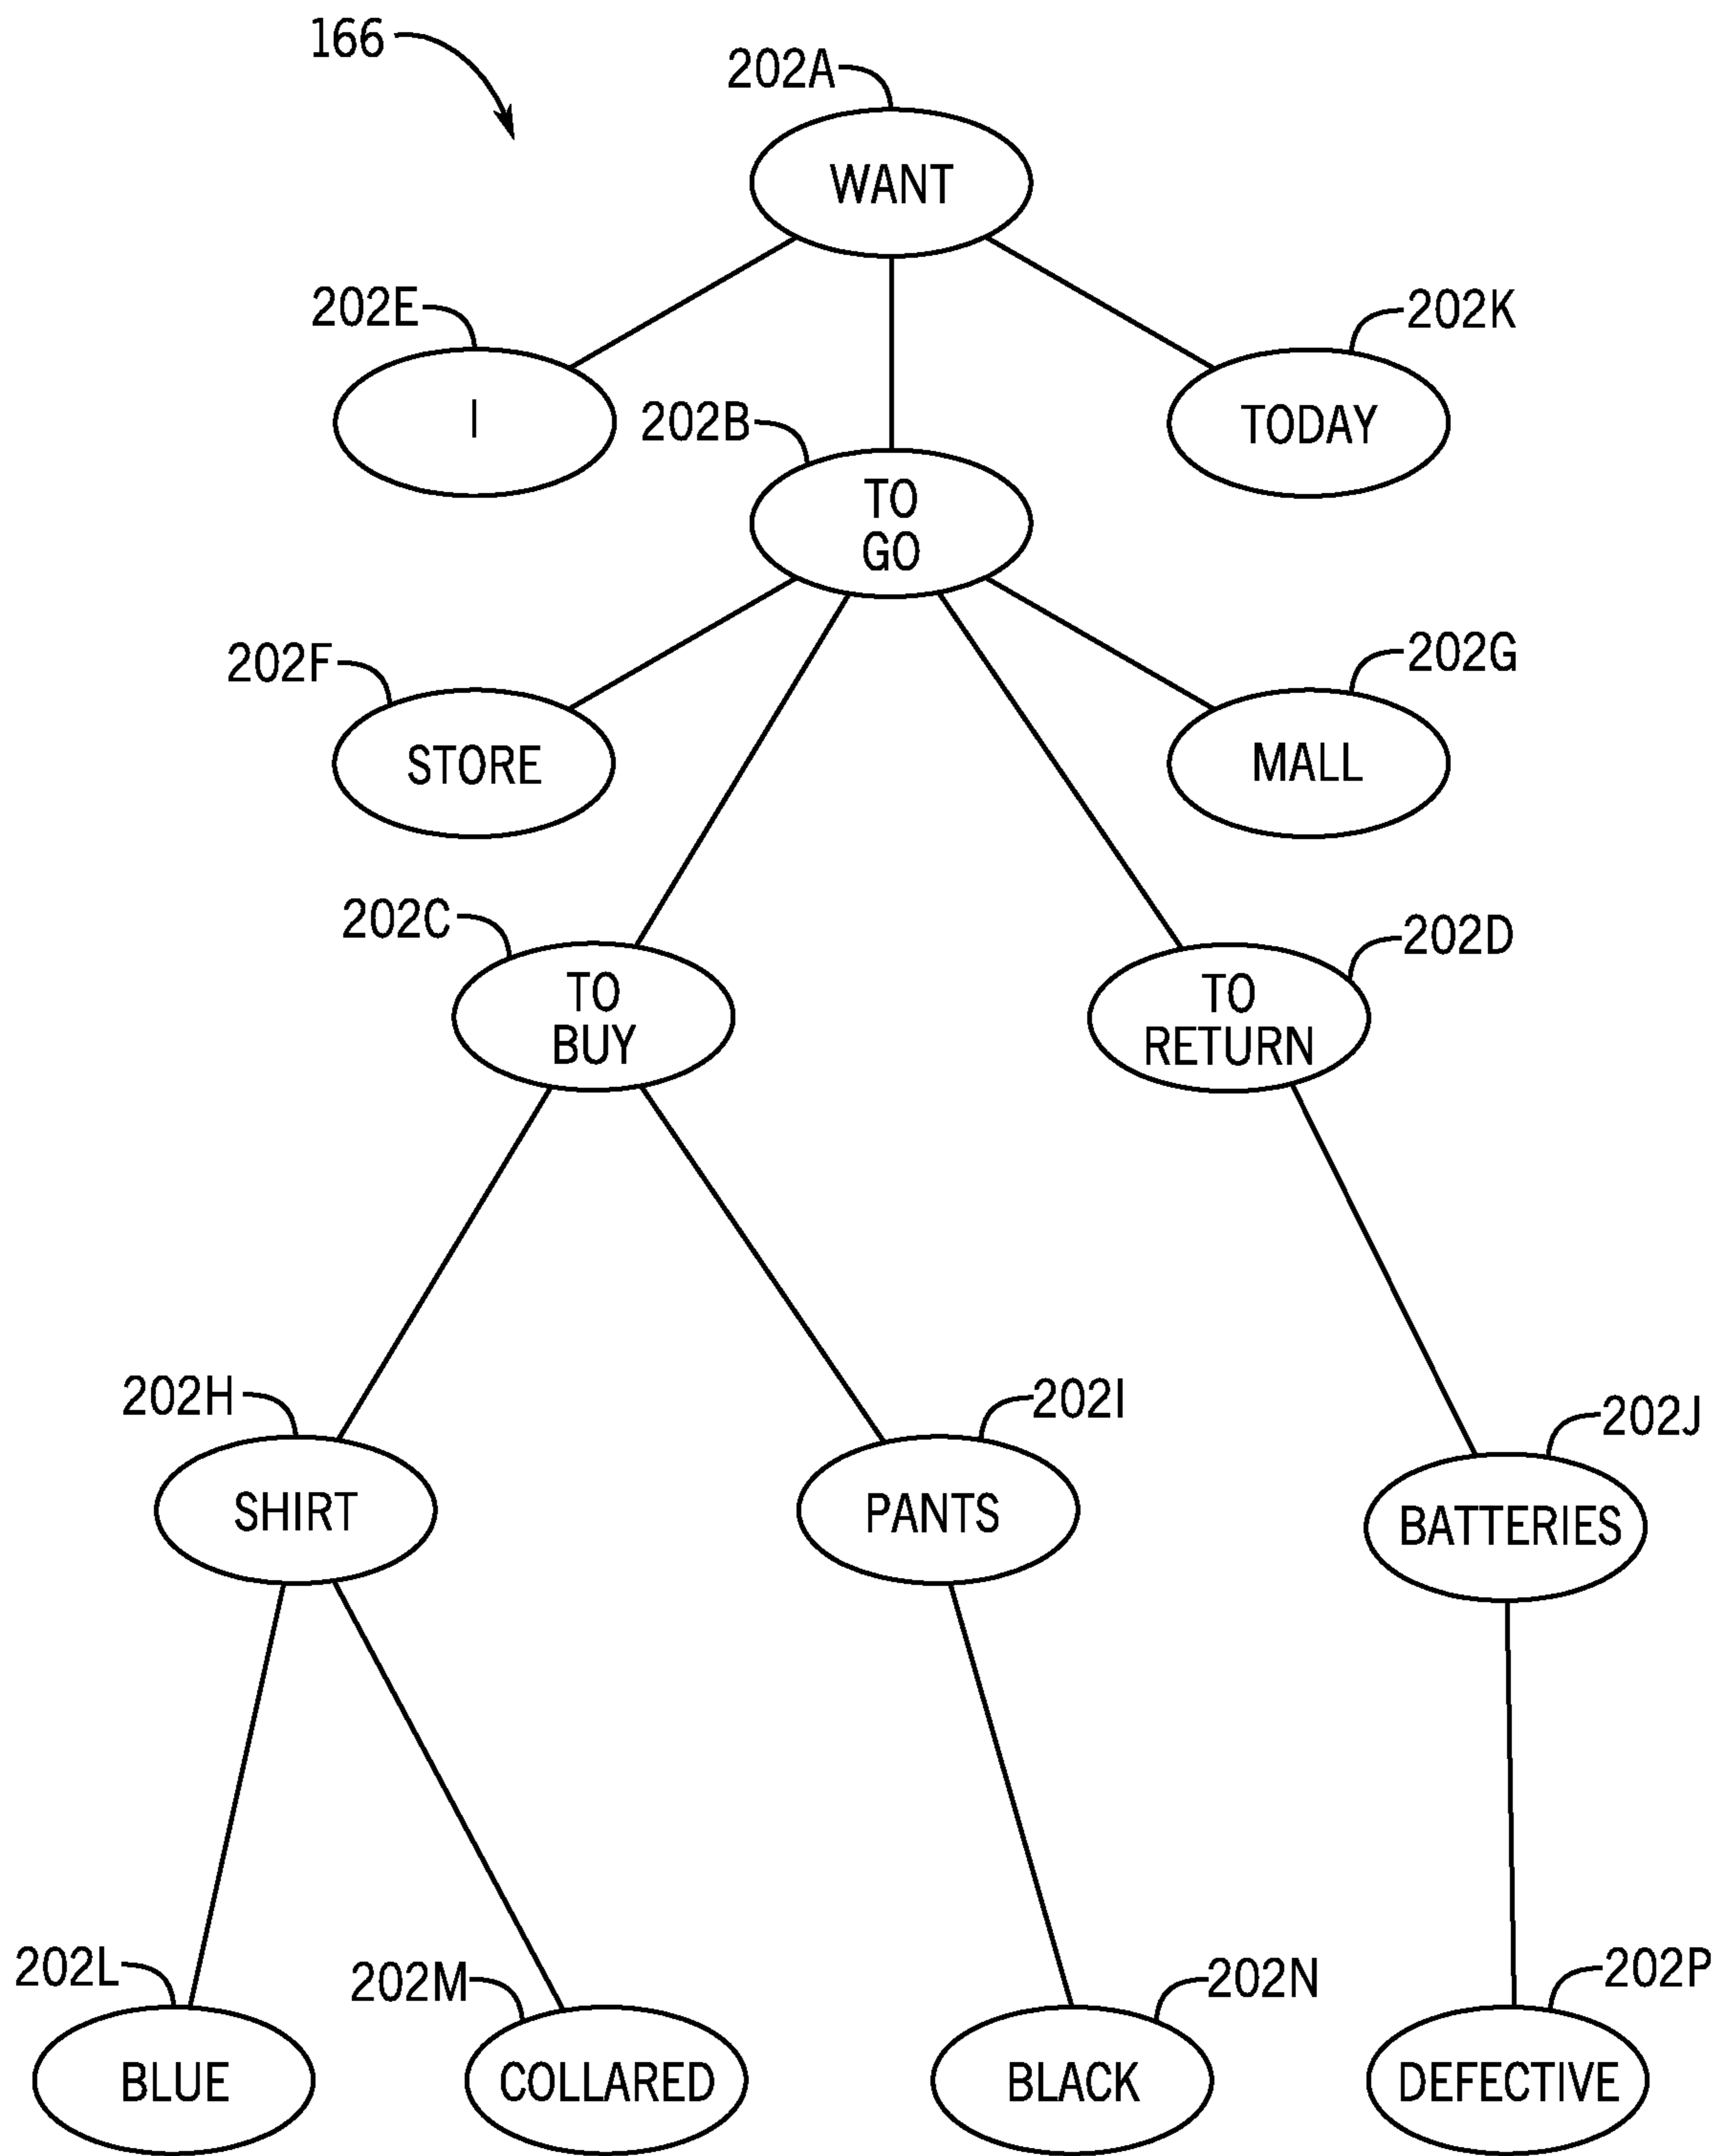 166
202A
WANT
202E
202K
I
202B
TODAY
TO
GO
202F
202G
STORE
MALL
202C
202D
TO
BUY
TO
RETURN
202H
202I
202J
SHIRT
PANTS
BATTERIES
202L
202M
202N
202P
BLUE
COLLARED
BLACK
DEFECTIVE